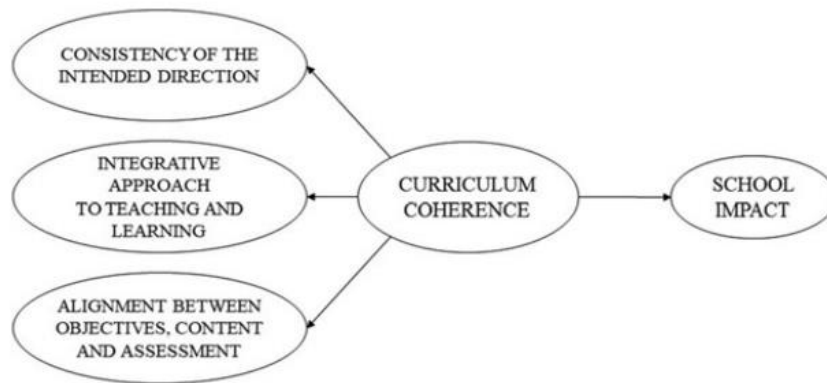 CONSISTENCY OF THE
INTENDED DIRECTION
INTEGRATIVE
APPROACH
TO TEACHING AND
LEARNING
ALIGNMENT BETWEEN
OBJECTIVES, CONTENT
AND ASSESSMENT
CURRICULUM
COHERENCE
SCHOOL
IMPACT